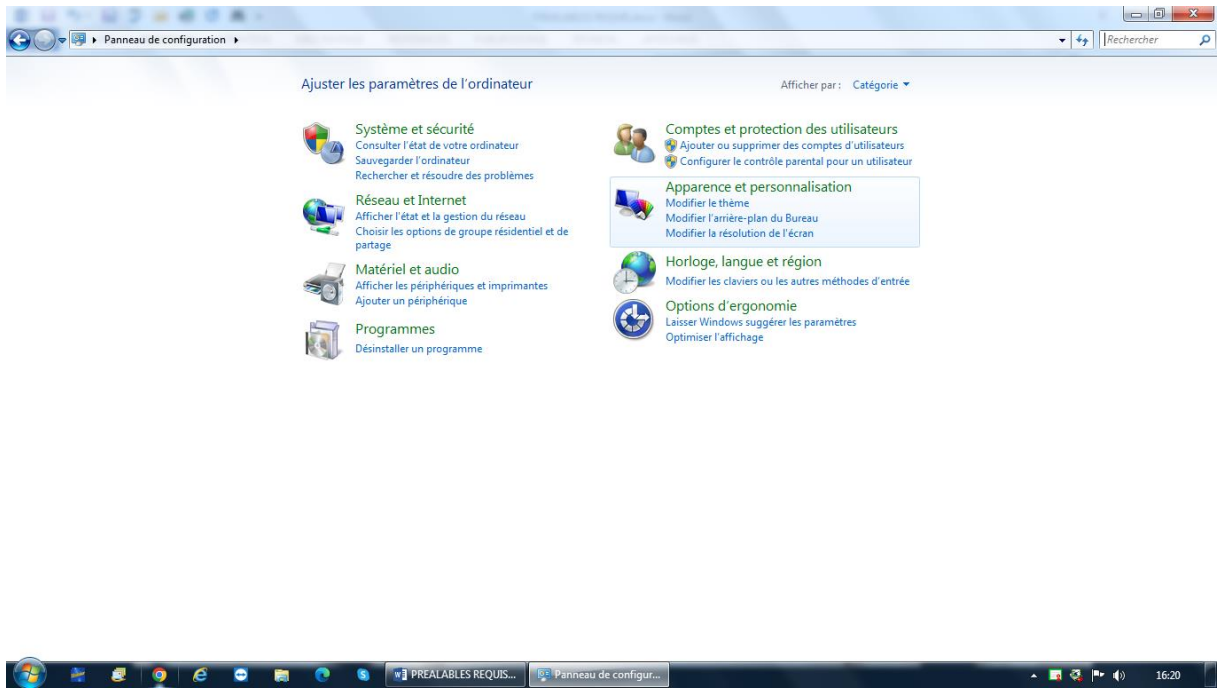 Panneau de configuration
Rechercher
Ajuster les paramètres de l'ordinateur
Afficher par : Catégorie
Système et sécurité
Consulter l'état de votre ordinateur
Sauvegarder l'ordinateur
Rechercher et résoudre des problèmes
Réseau et Internet
Afficher l'état et la gestion du réseau
Choisir les options de groupe résidentiel et de
partage
Matériel et audio
Afficher les périphériques et imprimantes
Ajouter un périphérique
Programmes
Désinstaller un programme
Comptes et protection des utilisateurs
Ajouter ou supprimer des comptes d'utilisateurs
Configurer le contrôle parental pour un utilisateur
Apparence et personnalisation
Modifier le thème
Modifier l'arrière-plan du Bureau
Modifier la résolution de l'écran
Horloge, langue et région
Modifier les claviers ou les autres méthodes d'entrée
Options d'ergonomie
Laisser Windows suggérer les paramètres
Optimiser l'affichage
PREALABLES REQUIS...
Panneau de configur...
16:20